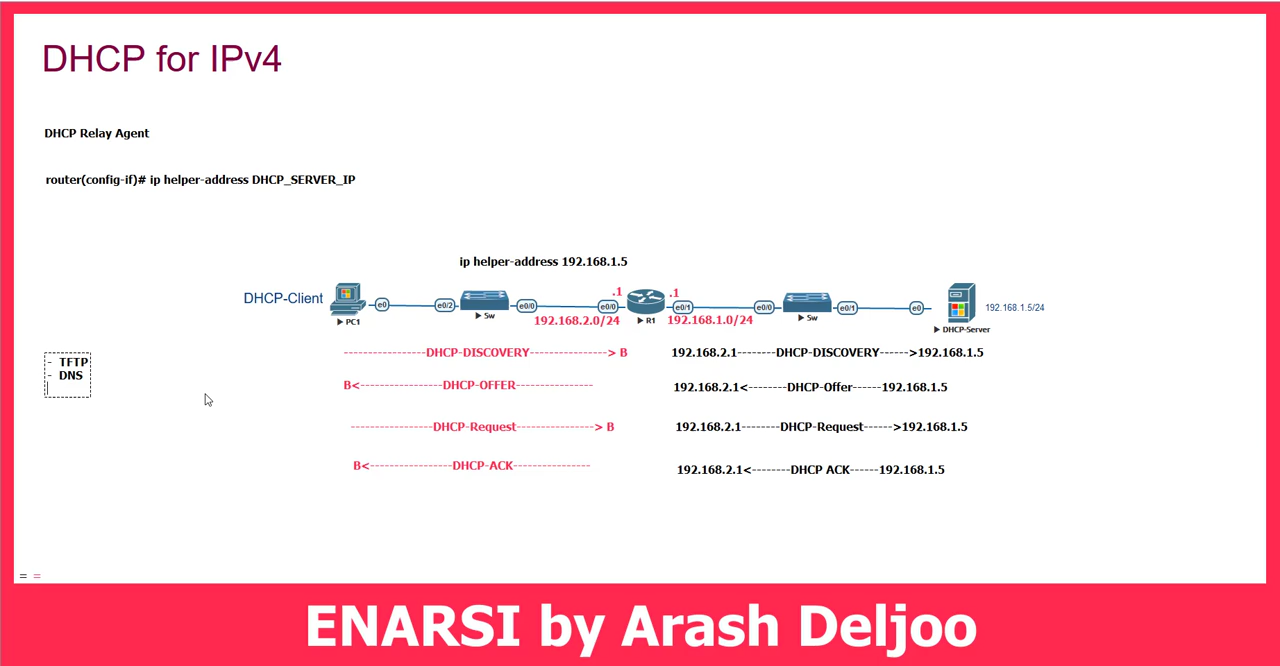 DHCP for IPv4
DHCP Relay Agent
router(config-if)# ip helper-address DHCP_SERVER_IP
ip helper-address 192.168.1.5
DHCP-Client
PC1
e0
e0/2
Sw
e0/0
192.168.2.0/24
.1
e0/0
R1
.1
e0/1
192.168.1.0/24
e0/0
Sw
e0/1
e0
DHCP-Server
192.168.1.5/24
------------------DHCP-DISCOVERY-----------------> B
192.168.2.1--------DHCP-DISCOVERY------>192.168.1.5
B<------------------DHCP-OFFER-----------------
192.168.2.1<--------DHCP-Offer------192.168.1.5
------------------DHCP-Request-----------------> B
192.168.2.1--------DHCP-Request------>192.168.1.5
B<------------------DHCP-ACK-----------------
192.168.2.1<--------DHCP ACK------192.168.1.5
- TFTP
- DNS
= =
ENARSI by Arash Deljoo